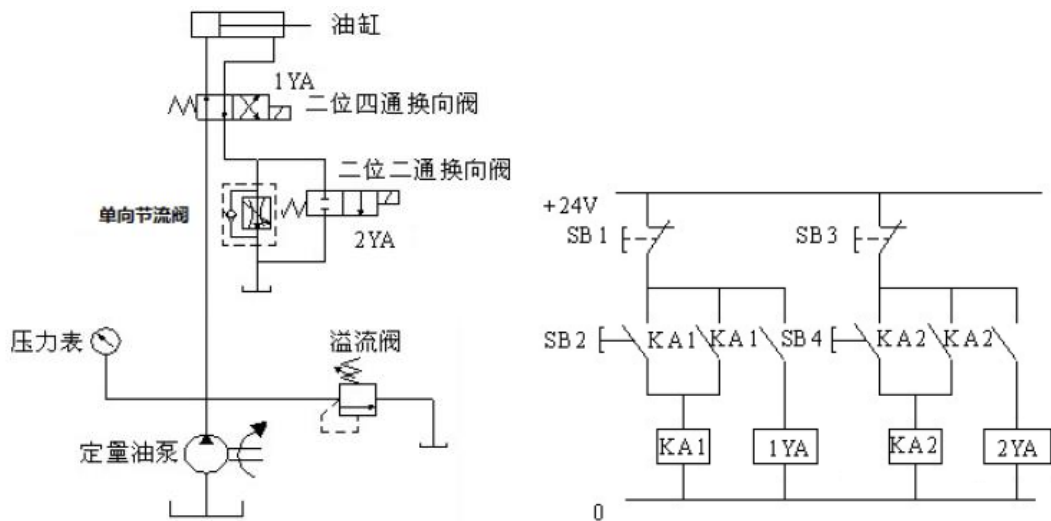 油缸
1YA
二位四通换向阀
二位二通换向阀
单向节流阀
2YA
压力表
溢流阀
定量油泵
+24V
SB1
SB3
SB2
KA1
KA1
SB4
KA2
KA2
KA1
1YA
KA2
2YA
0